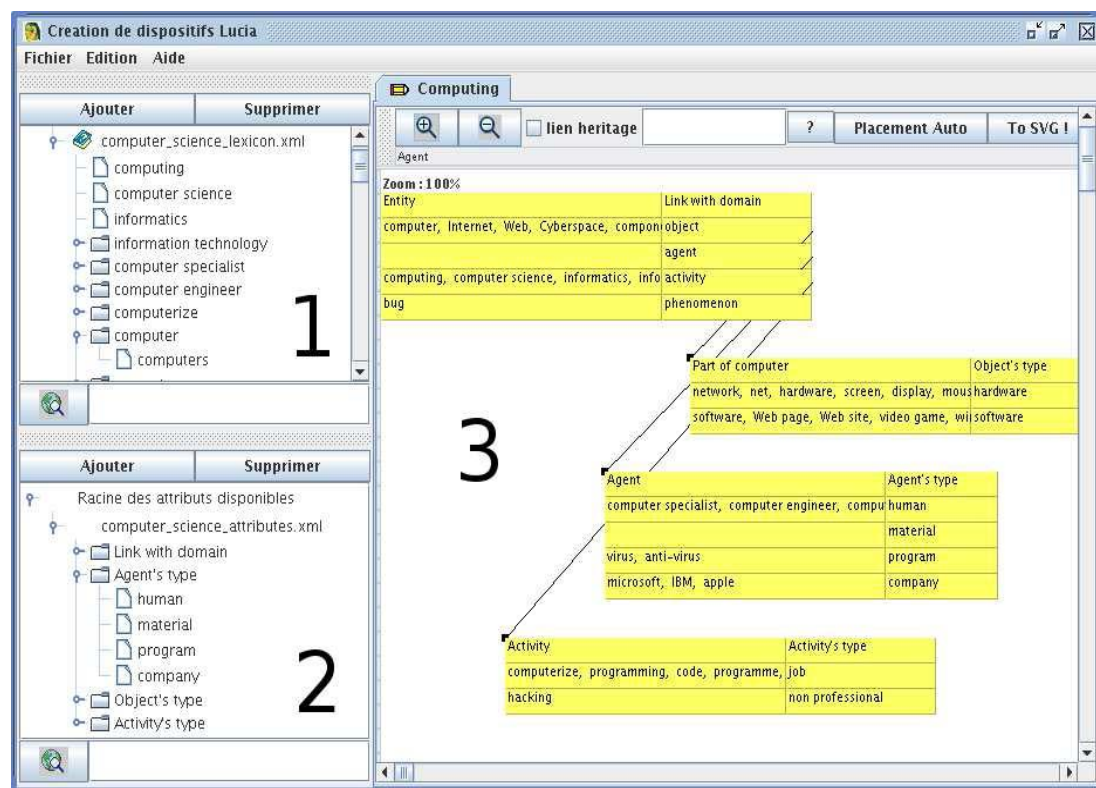 Creation de dispositifs Lucia
Fichier Edition Aide
Ajouter Supprimer
computer_science_lexicon.xml
computing
computer science
informatics
information technology
computer specialist
computer engineer
computerize
computer
computers
1
Ajouter Supprimer
Racine des attributs disponibles
computer_science_attributes.xml
Link with domain
Agent's type
human
material
program
company
Object's type
Activity's type
2
Computing
lien heritage ? Placement Auto To SVG !
Agent
Zoom : 100%
Entity Link with domain
computer, Internet, Web, Cyberspace, compon object
agent
computing, computer science, informatics, info activity
bug phenomenon
Part of computer Object's type
network, net, hardware, screen, display, mous hardware
software, Web page, Web site, video game, wi software
3
Agent Agent's type
computer specialist, computer engineer, compu human
material
virus, anti-virus program
microsoft, IBM, apple company
Activity Activity's type
computerize, programming, code, programme, job
hacking non professional